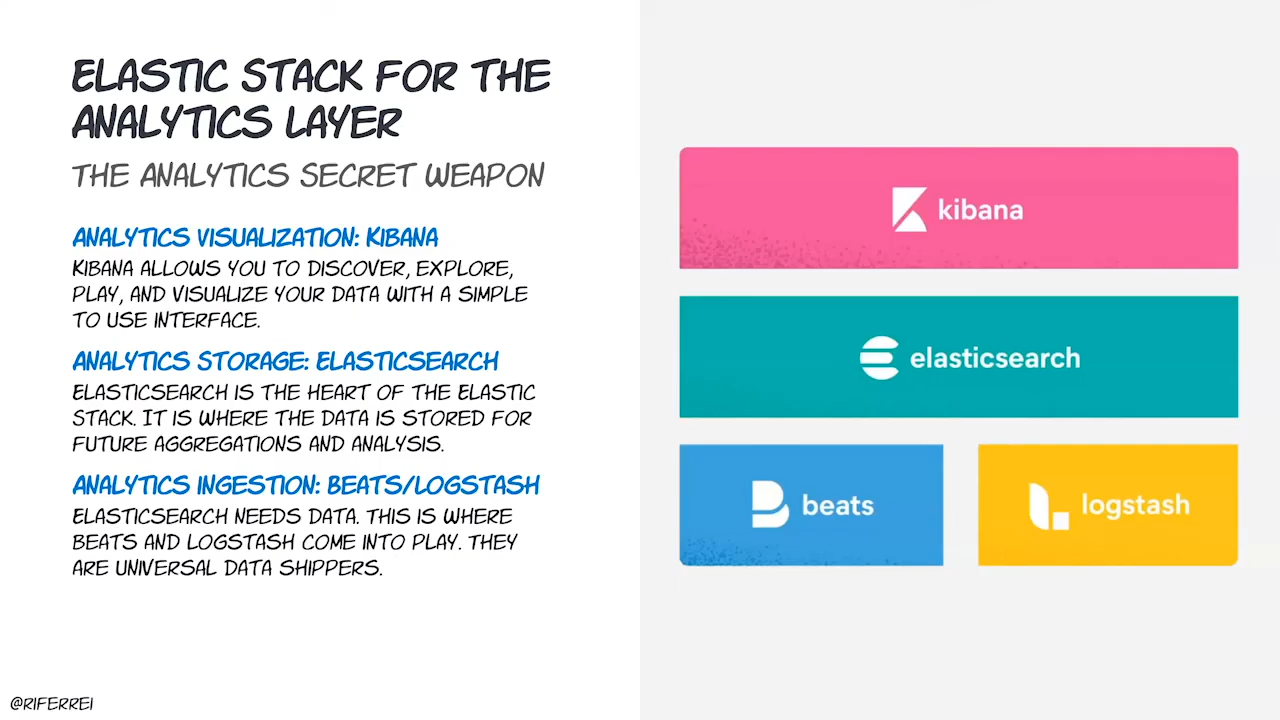 ELASTIC STACK FOR THE
ANALYTICS LAYER
THE ANALYTICS SECRET WEAPON
ANALYTICS VISUALIZATION: KIBANA
KIBANA ALLOWS YOU TO DISCOVER, EXPLORE,
PLAY, AND VISUALIZE YOUR DATA WITH A SIMPLE
TO USE INTERFACE.
ANALYTICS STORAGE: ELASTICSEARCH
ELASTICSEARCH IS THE HEART OF THE ELASTIC
STACK. IT IS WHERE THE DATA IS STORED FOR
FUTURE AGGREGATIONS AND ANALYSIS.
ANALYTICS INGESTION: BEATS/LOGSTASH
ELASTICSEARCH NEEDS DATA. THIS IS WHERE
BEATS AND LOGSTASH COME INTO PLAY. THEY
ARE UNIVERSAL DATA SHIPPERS.
kibana
elasticsearch
beats
logstash
@RIFERREI